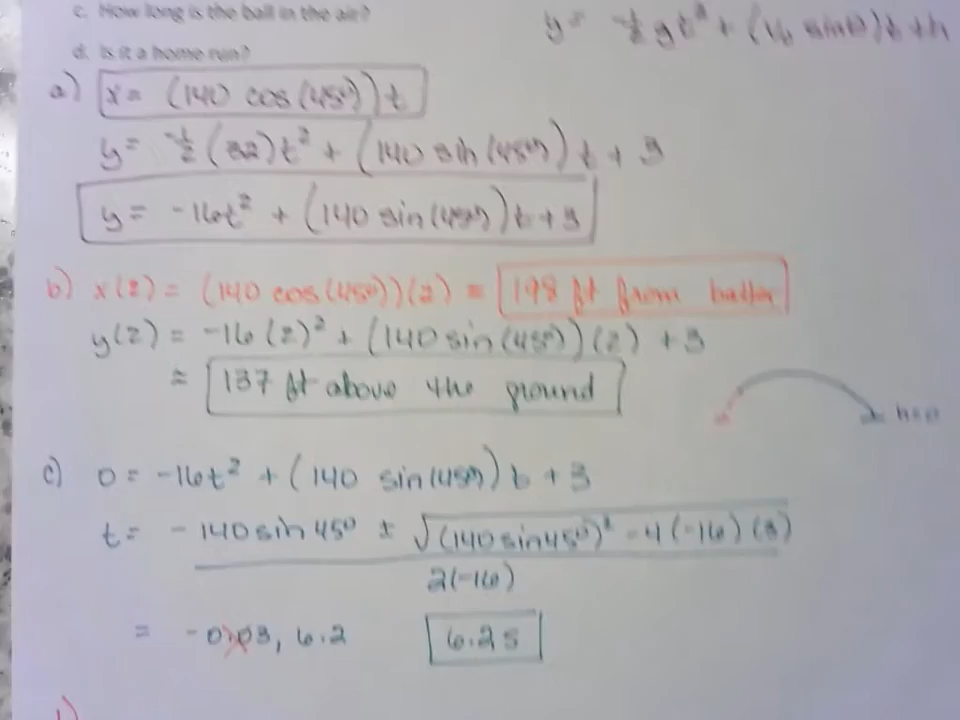 c. How long is the ball in the air?
y = -½gt² + (V₀ sinθ)t + h
d. Is it a home run?
a) x = (140 cos(45°))t
y = -½(32)t² + (140 sin(45°))t + 3
y = -16t² + (140 sin(45°))t + 3
b) x(2) = (140 cos(45°))(2) = 198 ft from batter
y(2) = -16(2)² + (140 sin(45°))(2) + 3
≈ 137 ft above the ground
h=0
c) 0 = -16t² + (140 sin(45°))t + 3
t = -140 sin 45° ± √(140 sin 45°)² - 4(-16)(3)
2(-16)
= -0.03, 6.2 6.2s